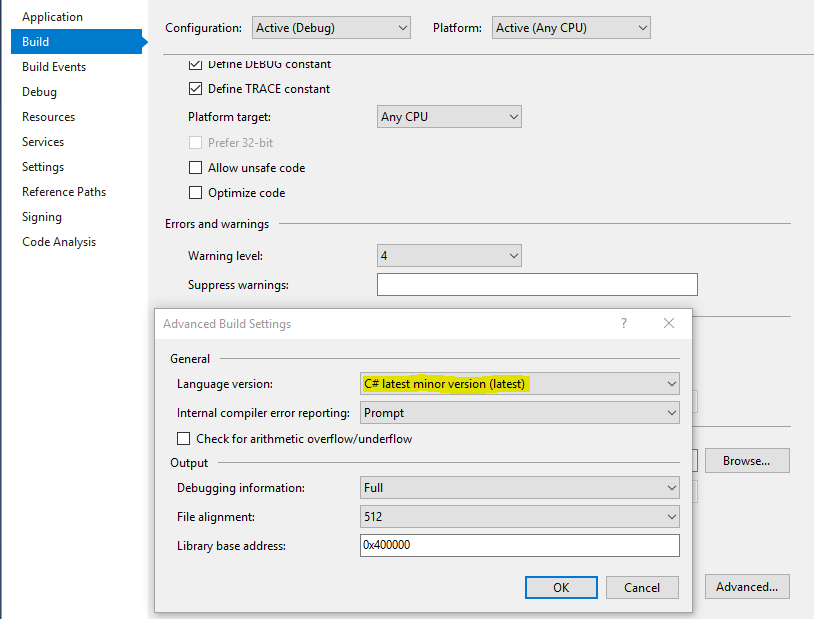 Application
Build
Build Events
Debug
Resources
Services
Settings
Reference Paths
Signing
Code Analysis
Configuration: Active (Debug) Platform: Active (Any CPU)
Define DEBUG constant
Define TRACE constant
Platform target: Any CPU
Prefer 32-bit
Allow unsafe code
Optimize code
Errors and warnings
Warning level: 4
Suppress warnings:
Advanced Build Settings ?
General
Language version: C# latest minor version (latest)
Internal compiler error reporting: Prompt
Check for arithmetic overflow/underflow
Output
Browse...
Debugging information: Full
File alignment: 512
Library base address: 0x400000
OK Cancel Advanced...